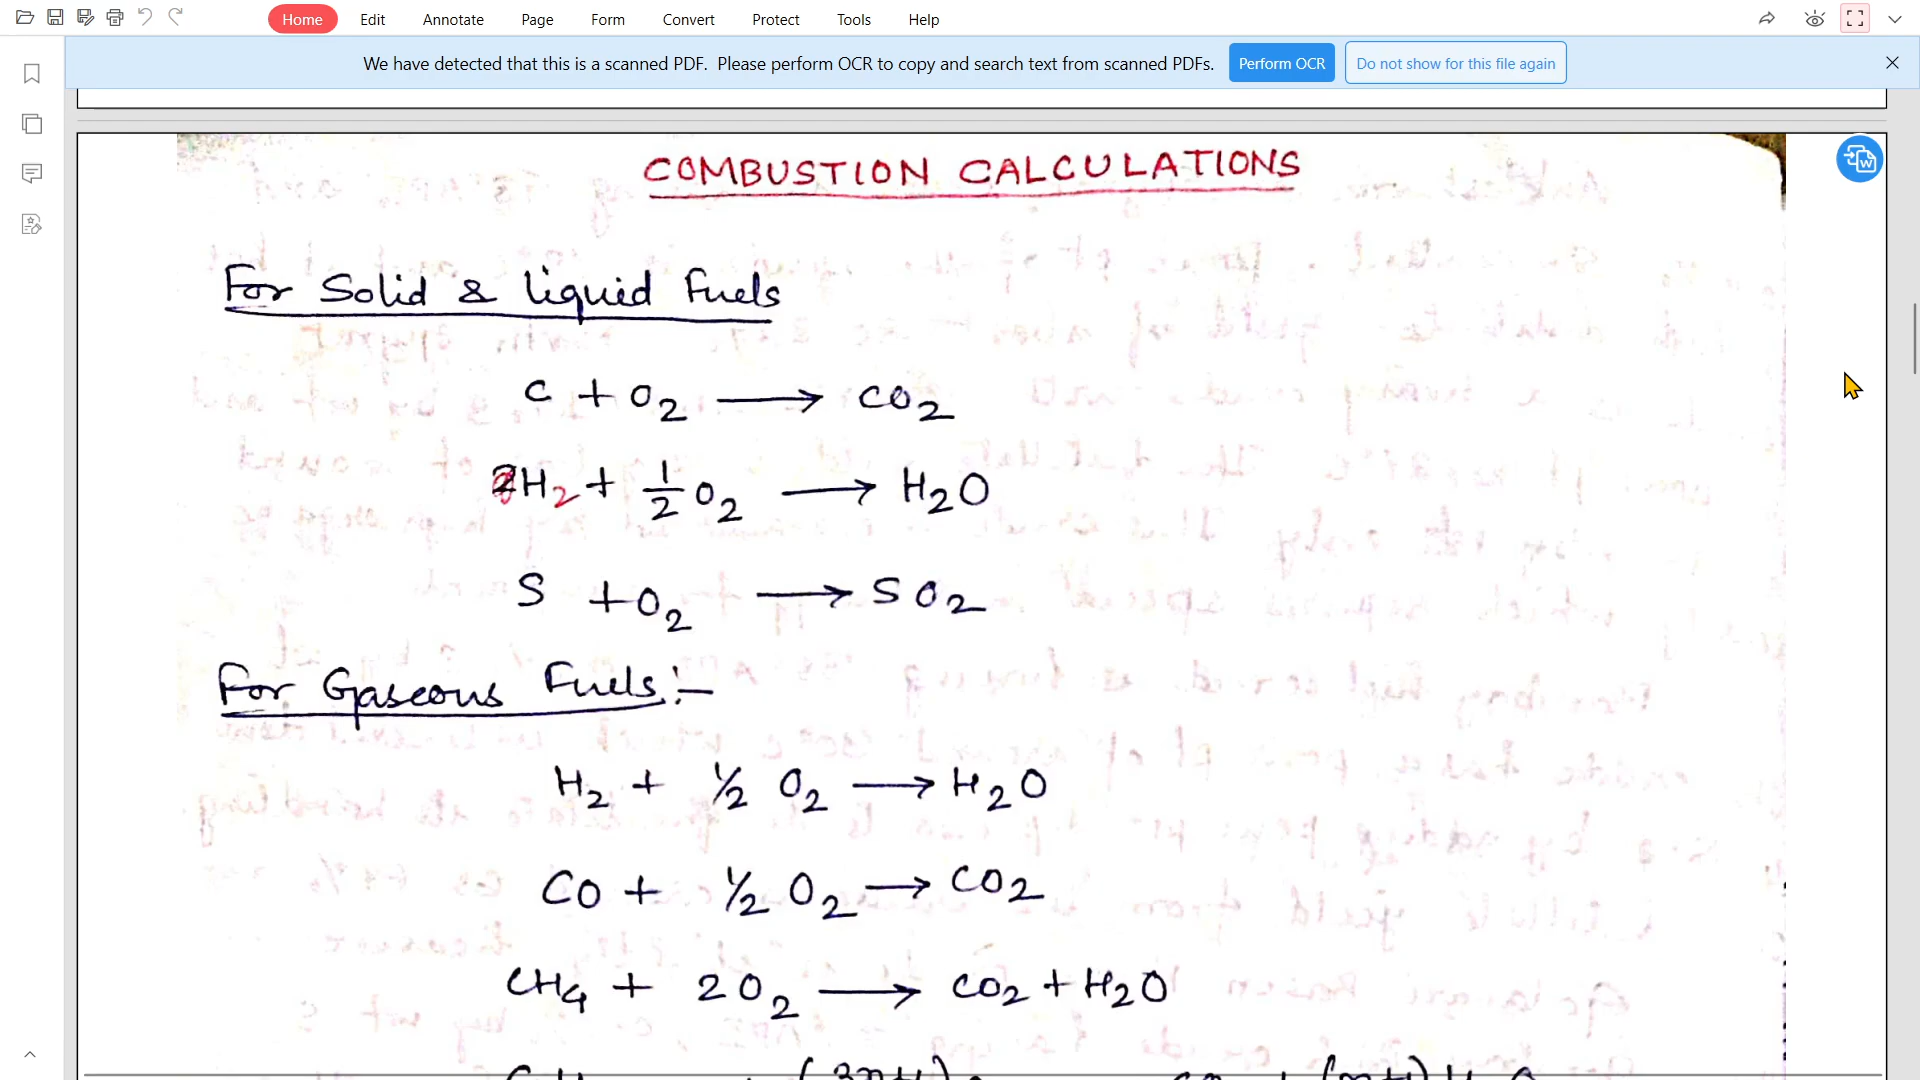 Home Edit Annotate Page Form Convert Protect Tools Help
We have detected that this is a scanned PDF. Please perform OCR to copy and search text from scanned PDFs. Perform OCR Do not show for this file again
COMBUSTION CALCULATIONS
For Solid & liquid Fuels
C + O₂ ⟶ CO₂
H₂ + 1/2 O₂ ⟶ H₂O
S + O₂ ⟶ SO₂
For Gaseous Fuels:-
H₂ + 1/2 O₂ ⟶ H₂O
CO + 1/2 O₂ ⟶ CO₂
CH₄ + 2O₂ ⟶ CO₂ + H₂O